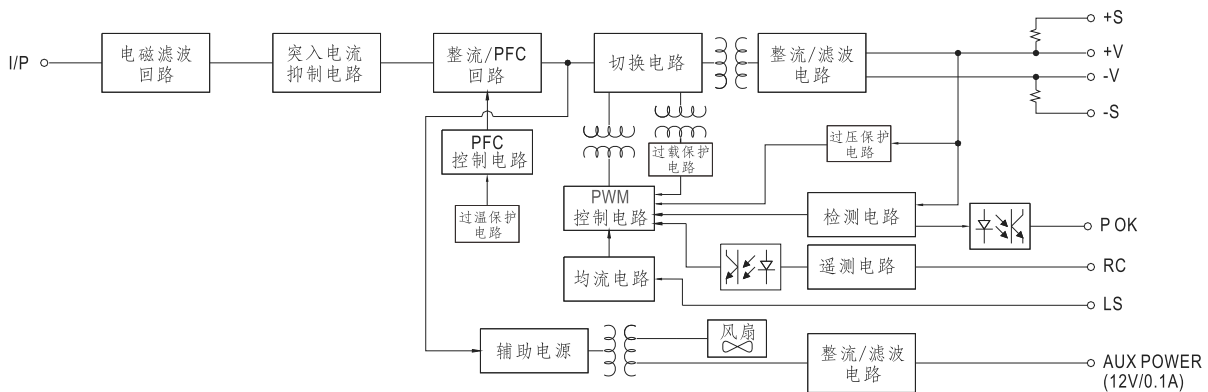 I/P
电磁滤波
回路
突入电流
抑制电路
整流/PFC
回路
切换电路
整流/滤波
电路
+S
+V
-V
-S
PFC
控制电路
过载保护
电路
过压保护
电路
过温保护
电路
PWM
控制电路
检测电路
P OK
均流电路
遥测电路
RC
LS
辅助电源
风扇
整流/滤波
电路
AUX POWER
(12V/0.1A)